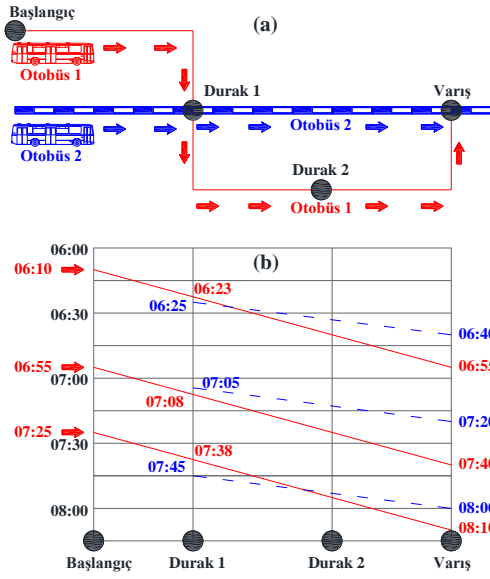 Başlangıç
(a)
Otobüs 1
Durak 1
Varış
Otobüs 2
Otobüs 2
Durak 2
Otobüs 1
06:00
(b)
06:10
06:23
06:25
06:30
06:40
06:55
06:55
07:00
07:05
07:08
07:20
07:25
07:30
07:38
07:40
07:45
08:00
08:00
08:10
Başlangıç
Durak 1
Durak 2
Varış